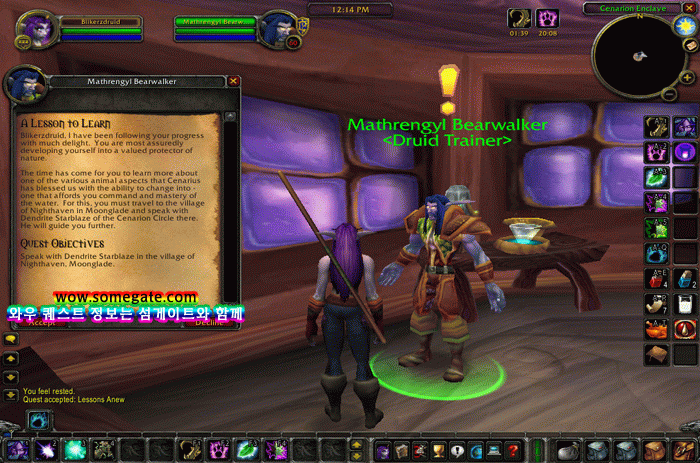 Blikerzdruid
Mathrengyl Bearw
12:14 PM
Cenarion Enclave
N
01:39
20:08
Mathrengyl Bearwalker
A Lesson to Learn
Blikerzdruid, I have been following your progress
with much delight. You are most assuredly
developing yourself into a valued protector of
nature.
The time has come for you to learn more about
one of the various animal aspects that Cenarius
has blessed us with the ability to change into -
one that affords you command and mastery of
the water. For this, you must travel to the village
of Nighthaven in Moonglade and speak with
Dendrite Starblaze of the Cenarion Circle there.
He will guide you further.
Quest Objectives
Speak with Dendrite Starblaze in the village of
Nighthaven, Moonglade.
wow.somegate.com
와우 퀘스트 정보는 섬게이트와 함께
Accept
Decline
Mathrengyl Bearwalker
<Druid Trainer>
You feel rested.
Quest accepted: Lessons Anew